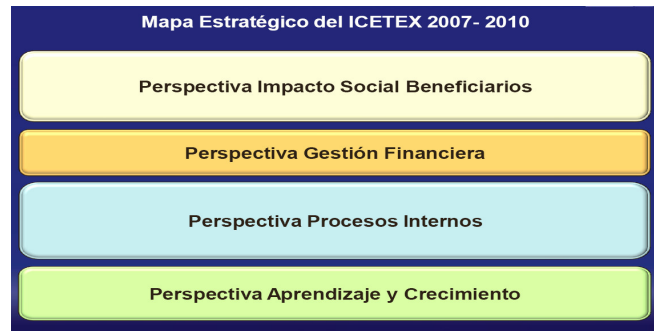 Mapa Estratégico del ICETEX 2007- 2010
Perspectiva Impacto Social Beneficiarios
Perspectiva Gestión Financiera
Perspectiva Procesos Internos
Perspectiva Aprendizaje y Crecimiento